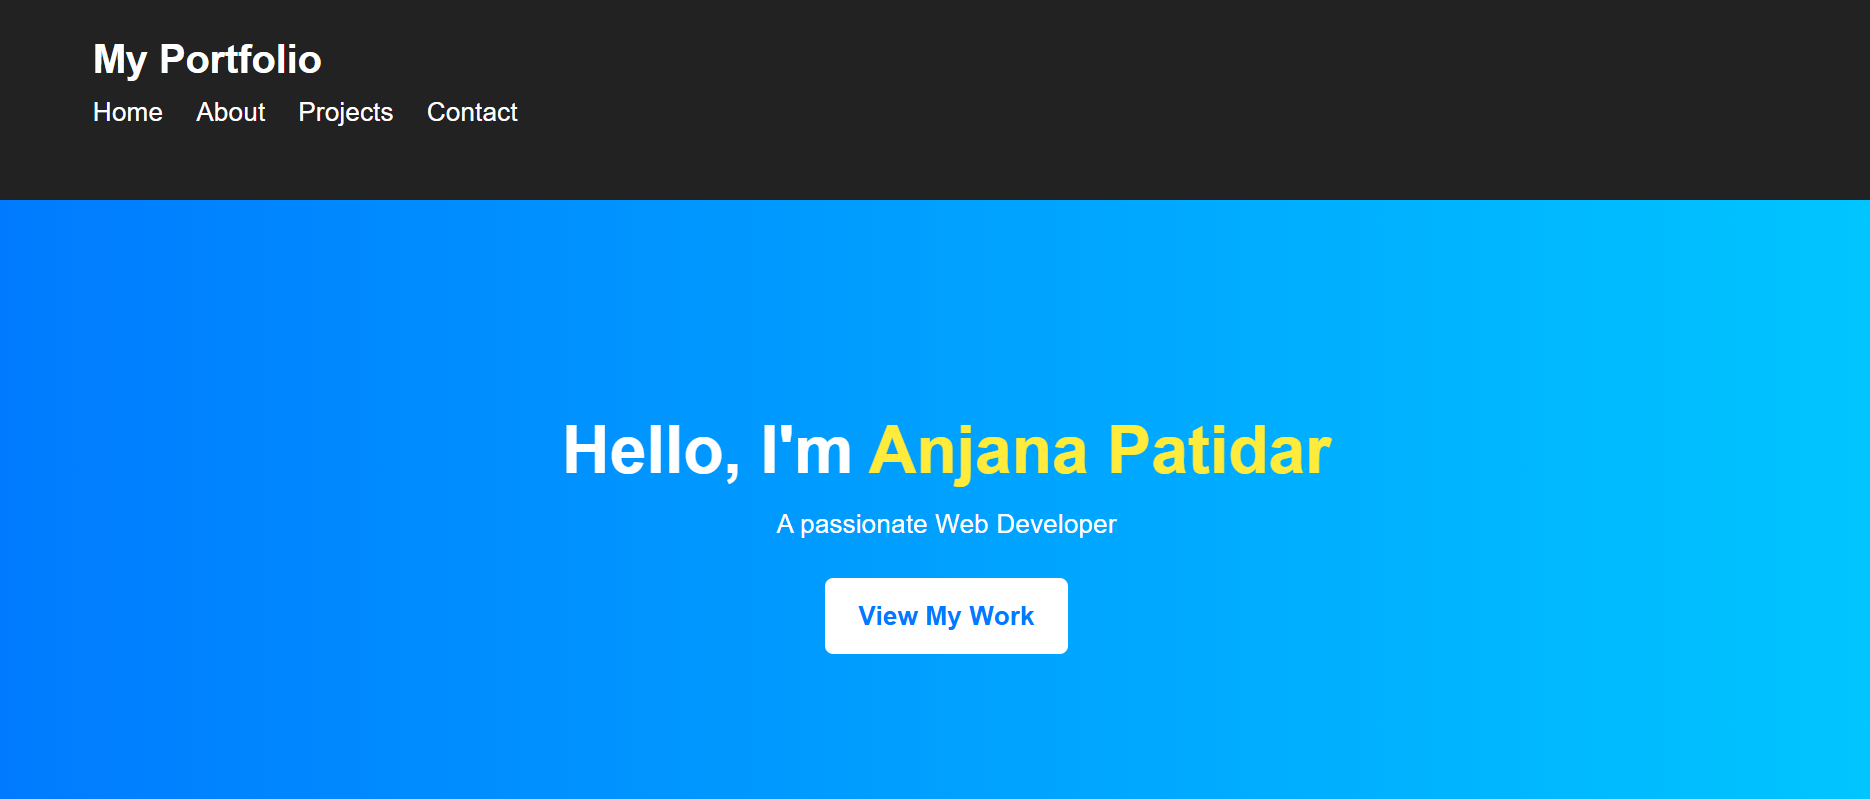 My Portfolio
Home About Projects Contact
Hello, I'm Anjana Patidar
A passionate Web Developer
View My Work